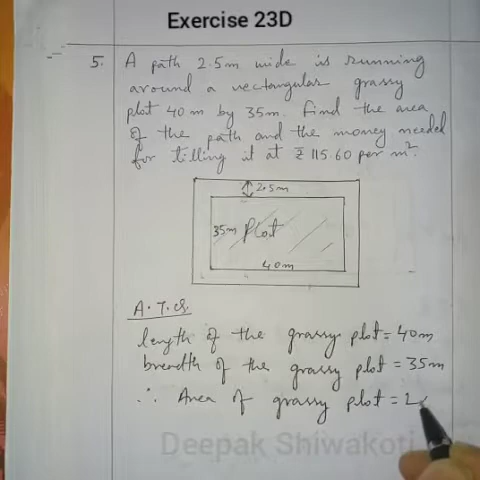 Exercise 23D
5. A path 2.5m wide is running
around a rectangular grassy
plot 40 m by 35m. Find the area
of the path and the money needed
for tilling it at ₹ 115.60 per m².
2.5m
35m Plot
40m
A.T.Q.
length of the grassy plot = 40m
breadth of the grassy plot = 35m
∴ Area of grassy plot = L
Deepak Shiwakoti